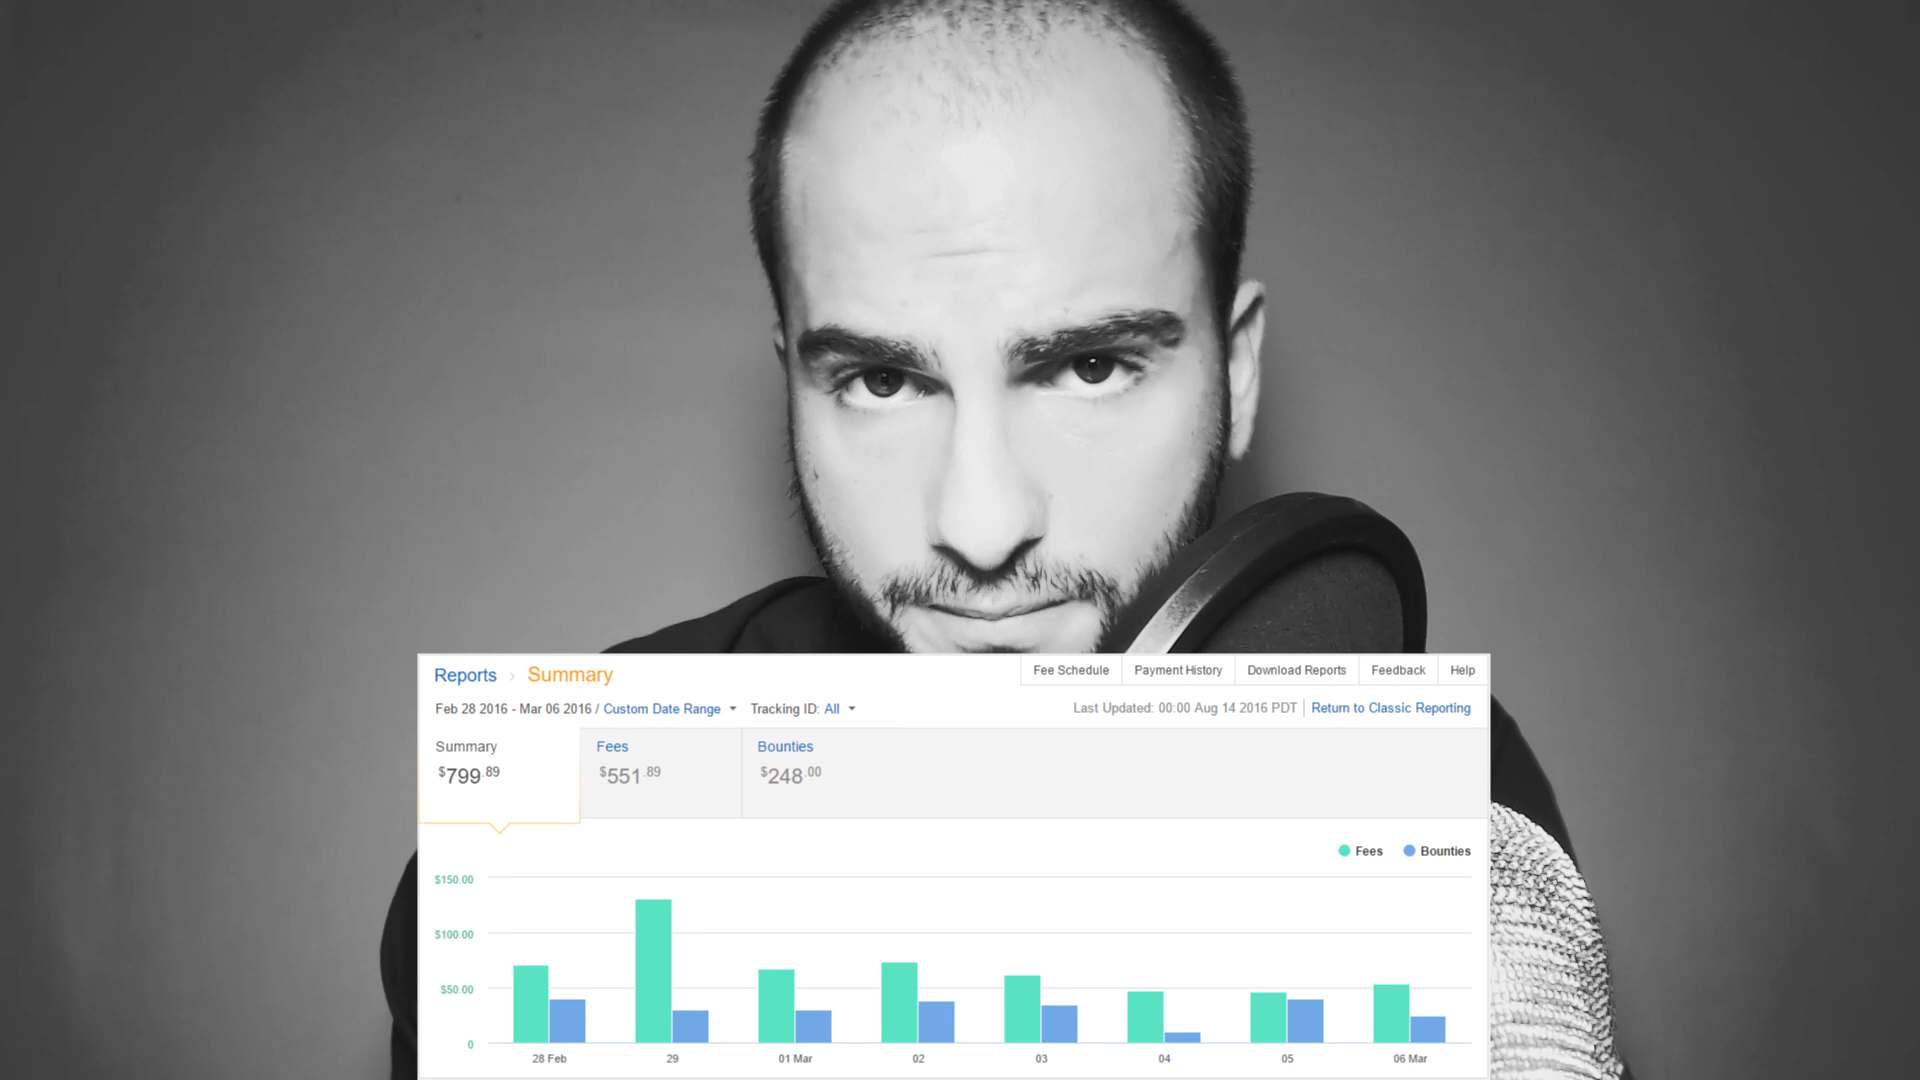 Reports > Summary
Fee Schedule Payment History Download Reports Feedback Help
Feb 28 2016 - Mar 06 2016 / Custom Date Range Tracking ID: All
Last Updated: 00:00 Aug 14 2016 PDT Return to Classic Reporting
Summary
$799.89
Fees
$551.89
Bounties
$248.00
Fees Bounties
$150.00
$100.00
$50.00
0
28 Feb 29 01 Mar 02 03 04 05 06 Mar